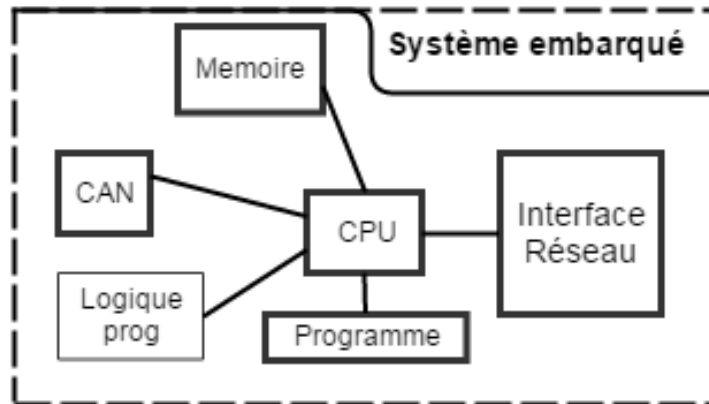 Système embarqué
Memoire
CAN
CPU
Interface
Réseau
Logique
prog
Programme